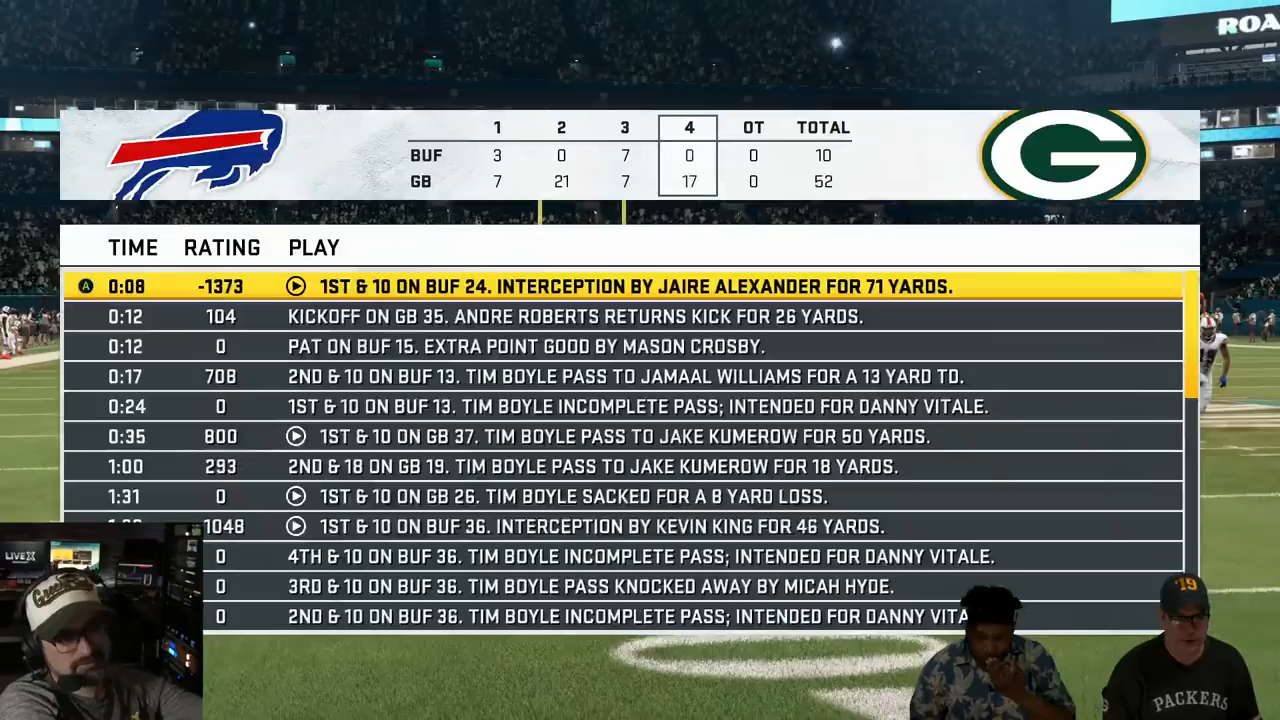 ROA
1 2 3 4 OT TOTAL
BUF 3 0 7 0 0 10
GB 7 21 7 17 0 52
TIME RATING PLAY
A 0:08 -1373 1ST & 10 ON BUF 24. INTERCEPTION BY JAIRE ALEXANDER FOR 71 YARDS.
0:12 104 KICKOFF ON GB 35. ANDRE ROBERTS RETURNS KICK FOR 26 YARDS.
0:12 0 PAT ON BUF 15. EXTRA POINT GOOD BY MASON CROSBY.
0:17 708 2ND & 10 ON BUF 13. TIM BOYLE PASS TO JAMAAL WILLIAMS FOR A 13 YARD TD.
0:24 0 1ST & 10 ON BUF 13. TIM BOYLE INCOMPLETE PASS; INTENDED FOR DANNY VITALE.
0:35 800 1ST & 10 ON GB 37. TIM BOYLE PASS TO JAKE KUMEROW FOR 50 YARDS.
1:00 293 2ND & 18 ON GB 19. TIM BOYLE PASS TO JAKE KUMEROW FOR 18 YARDS.
1:31 0 1ST & 10 ON GB 26. TIM BOYLE SACKED FOR A 8 YARD LOSS.
1048 1ST & 10 ON BUF 36. INTERCEPTION BY KEVIN KING FOR 46 YARDS.
0 4TH & 10 ON BUF 36. TIM BOYLE INCOMPLETE PASS; INTENDED FOR DANNY VITALE.
0 3RD & 10 ON BUF 36. TIM BOYLE PASS KNOCKED AWAY BY MICAH HYDE.
0 2ND & 10 ON BUF 36. TIM BOYLE INCOMPLETE PASS; INTENDED FOR DANNY VITA
LIVEX
'19
PACKERS